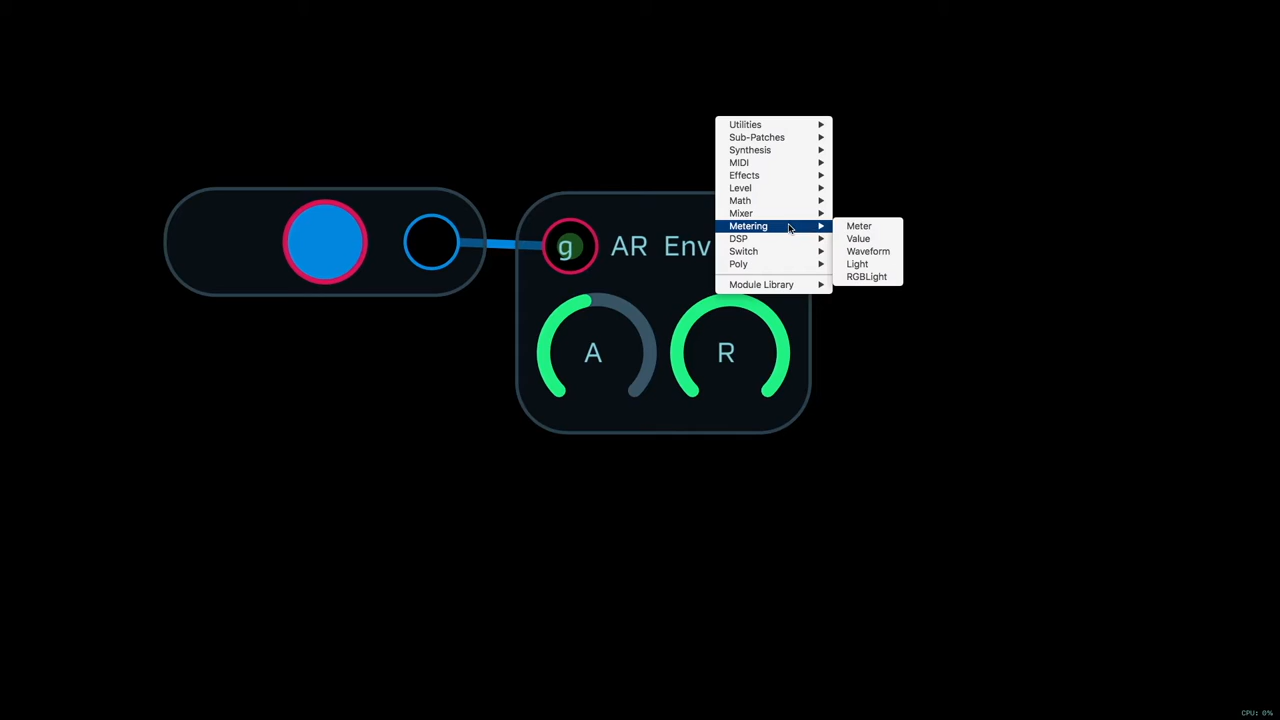 Utilities
Sub-Patches
Synthesis
MIDI
Effects
Level
Math
Mixer
Metering
DSP
Switch
Poly
Module Library
Meter
Value
Waveform
Light
RGBLight
g
AR Env
A
R
CPU: 0%